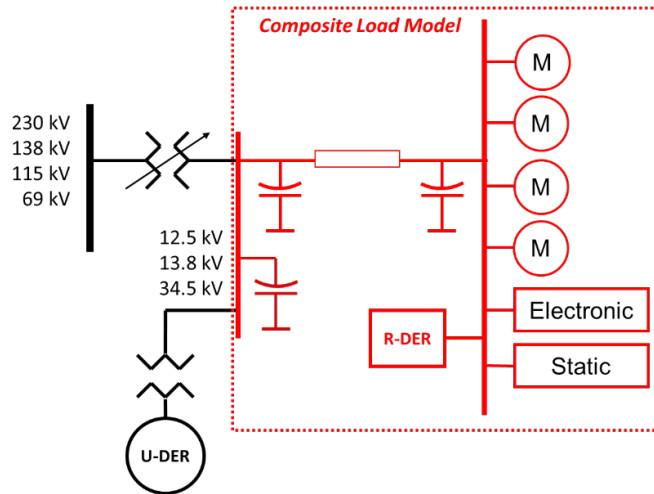 Composite Load Model
230 kV
138 kV
115 kV
69 kV
M
M
M
M
12.5 kV
13.8 kV
34.5 kV
Electronic
R-DER
Static
U-DER